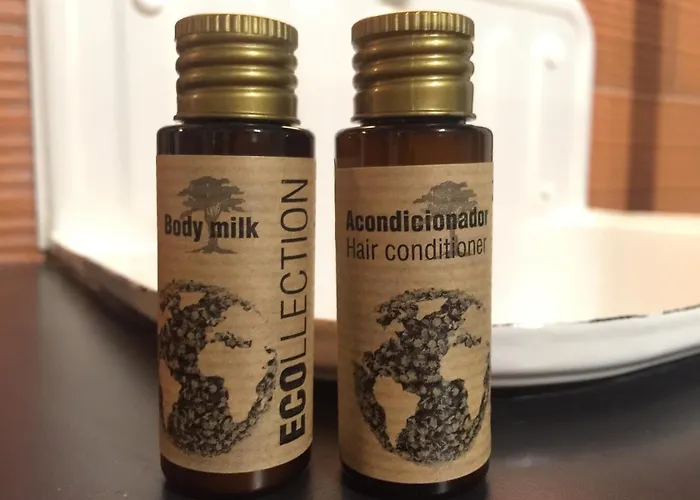 Body milk
ECOLLECTION
Acondicionador
Hair conditioner